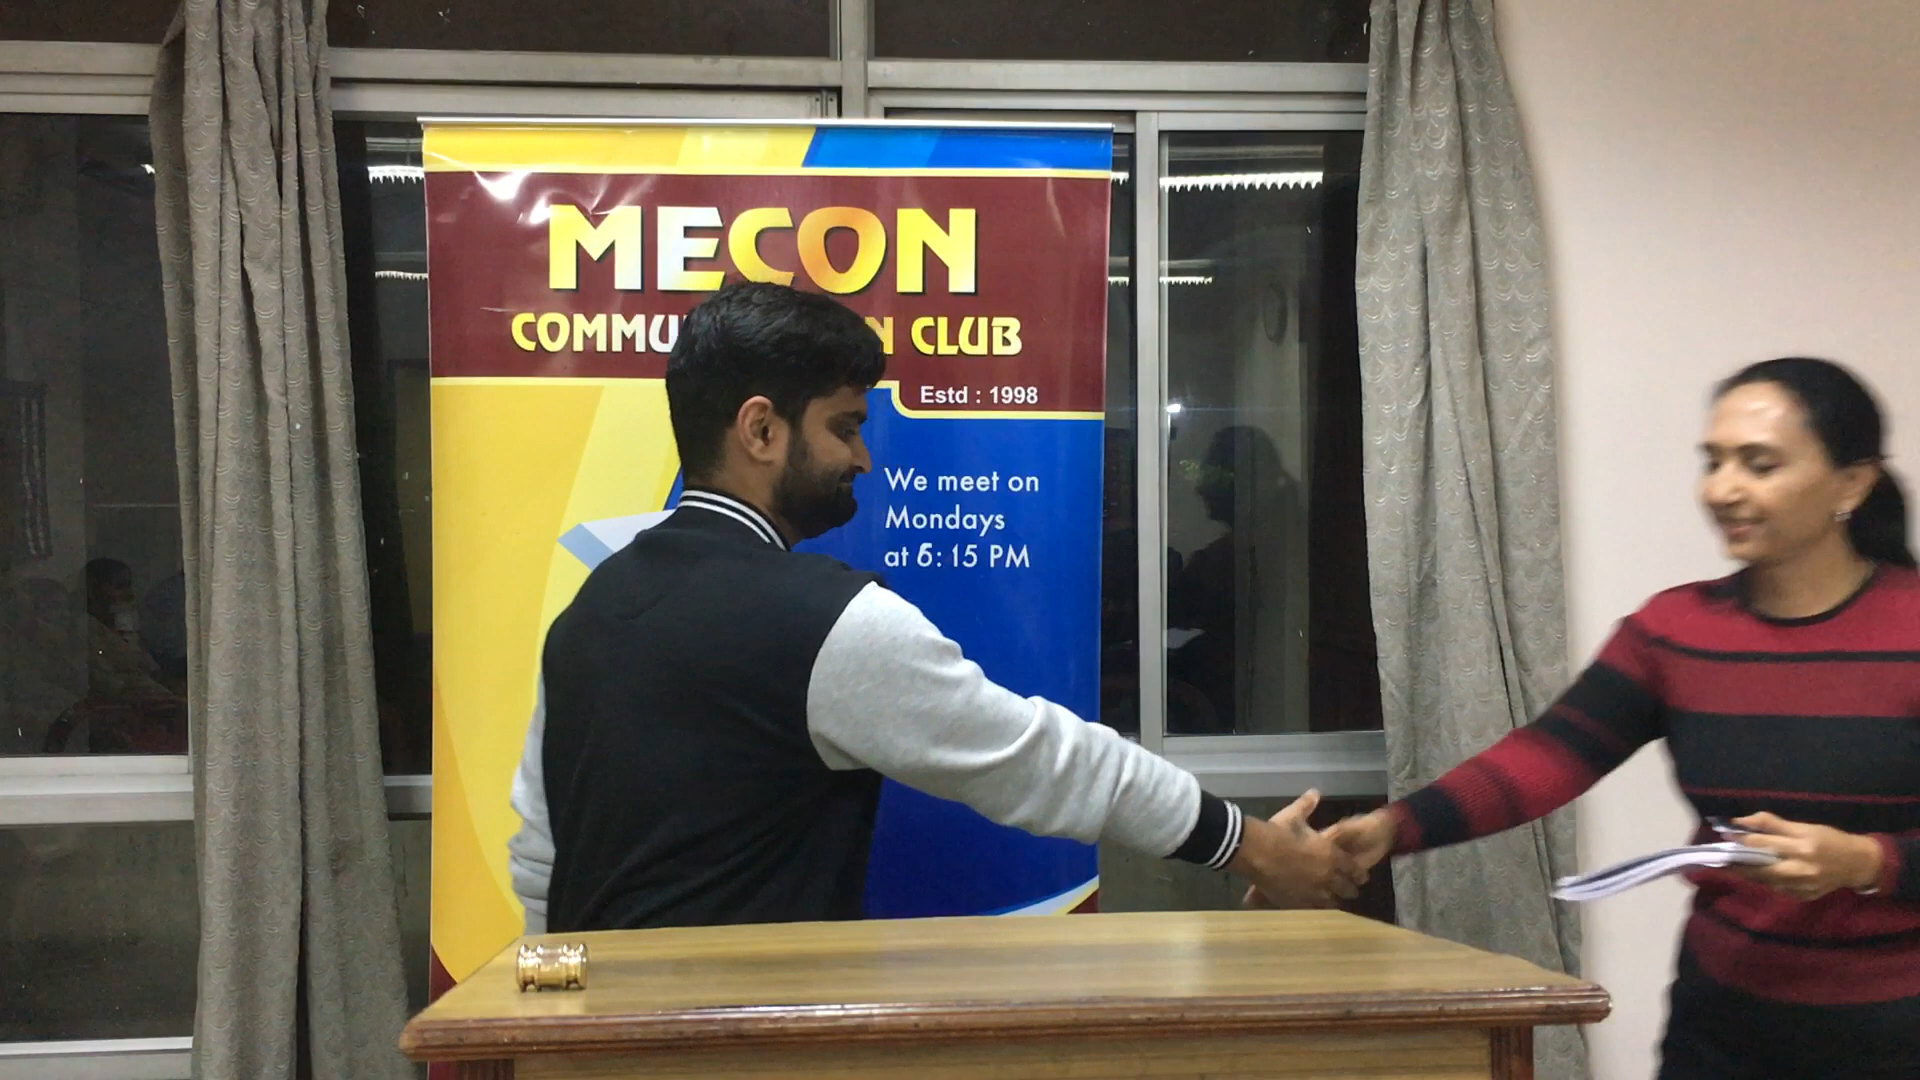 MECON
COMMU N CLUB
Estd : 1998
We meet on
Mondays
at 6: 15 PM